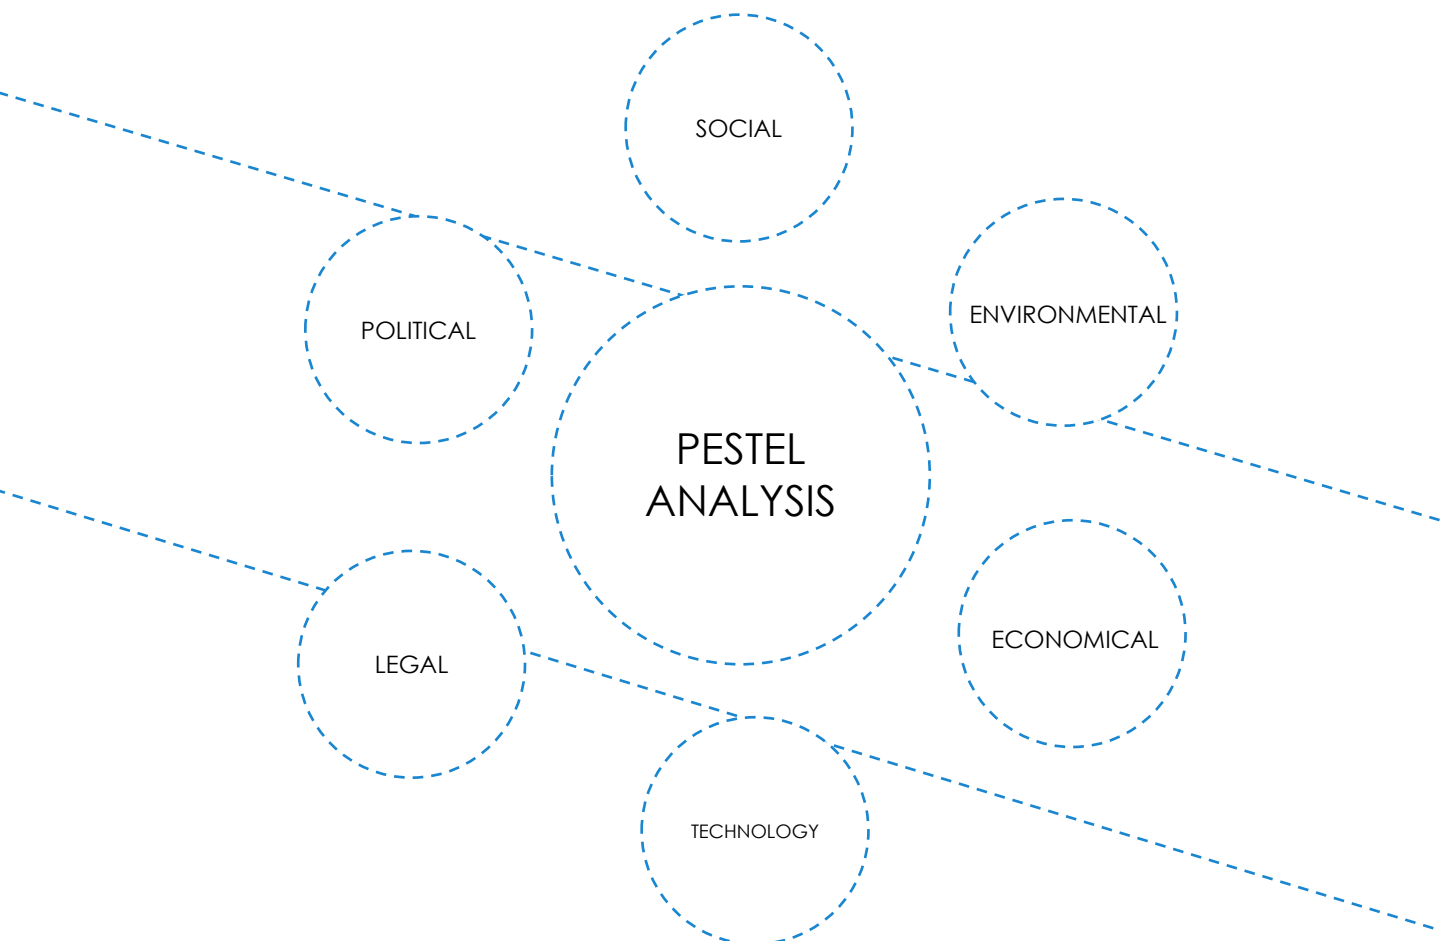 SOCIAL
ENVIRONMENTAL
POLITICAL
PESTEL
ANALYSIS
ECONOMICAL
LEGAL
TECHNOLOGY